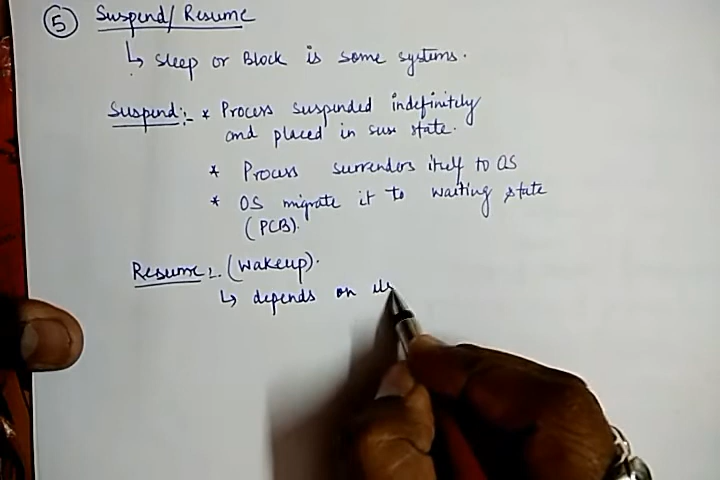 5 Suspend/Resume
↳ sleep or Block is some systems.
Suspend:- * Process suspended indefinitely
and placed in sus state.
* Process surrenders itself to OS
* OS migrate it to waiting state
(PCB).
Resume:- (wakeup).
↳ depends on